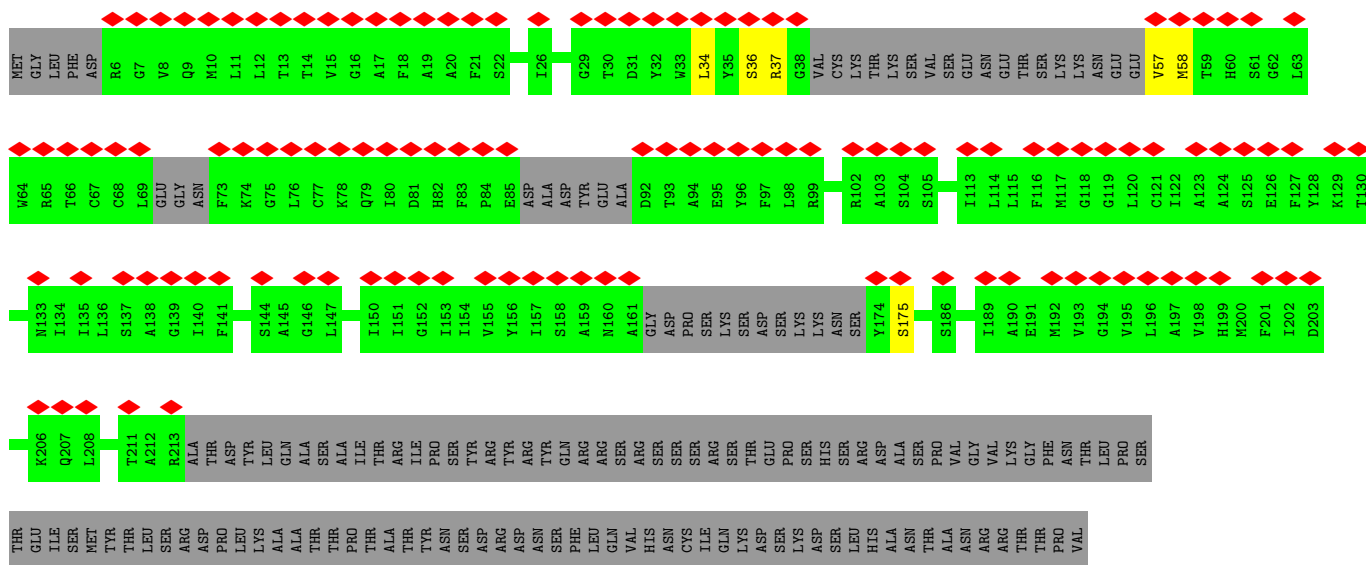 MET GLY LEU PHE ASP R6 G7 V8 Q9 M10 L11 L12 T13 T14 V15 G16 A17 F18 A19 A20 F21 S22 I26 G29 T30 D31 Y32 W33 L34 Y35 S36 R37 G38 VAL CYS LYS THR LYS SER VAL SER GLU ASN GLU THR SER LYS LYS ASN GLU GLU V57 M58 T59 H60 S61 G62 L63
W64 R65 T66 C67 C68 L69 GLU GLY ASN F73 K74 G75 L76 C77 K78 Q79 I80 D81 H82 F83 P84 E85 ASP ALA ASP TYR GLU ALA D92 T93 A94 E95 Y96 F97 L98 R99 R102 A103 S104 S105 I113 L114 L115 F116 M117 G118 G119 L120 C121 I122 A123 A124 S125 E126 F127 Y128 K129 T130
N133 I134 I135 L136 S137 A138 G139 I140 F141 S144 A145 G146 L147 I150 I151 G152 I153 I154 V155 Y156 I157 S158 A159 N160 A161 GLY ASP PRO SER LYS SER ASP SER LYS LYS ASN SER Y174 S175 S186 I189 A190 E191 M192 V193 G194 V195 L196 A197 V198 H199 M200 F201 I202 D203
K206 Q207 L208 T211 A212 R213 ALA THR ASP TYR LEU GLN ALA SER ALA ILE THR ARG ILE PRO SER TYR ARG TYR ARG TYR GLN ARG ARG SER ARG SER SER SER ARG SER THR GLU PRO SER HIS SER ARG ASP ALA SER PRO VAL GLY VAL LYS GLY PHE ASN THR LEU PRO SER
THR GLU ILE SER MET TYR THR LEU SER ARG ASP PRO LEU LYS ALA ALA THR THR PRO THR ALA THR TYR ASN SER ASP ARG ASP ASN SER PHE LEU GLN VAL HIS ASN CYS ILE GLN LYS ASP SER LYS ASP SER LEU HIS ALA ASN THR ALA ASN ARG ARG THR THR PRO VAL